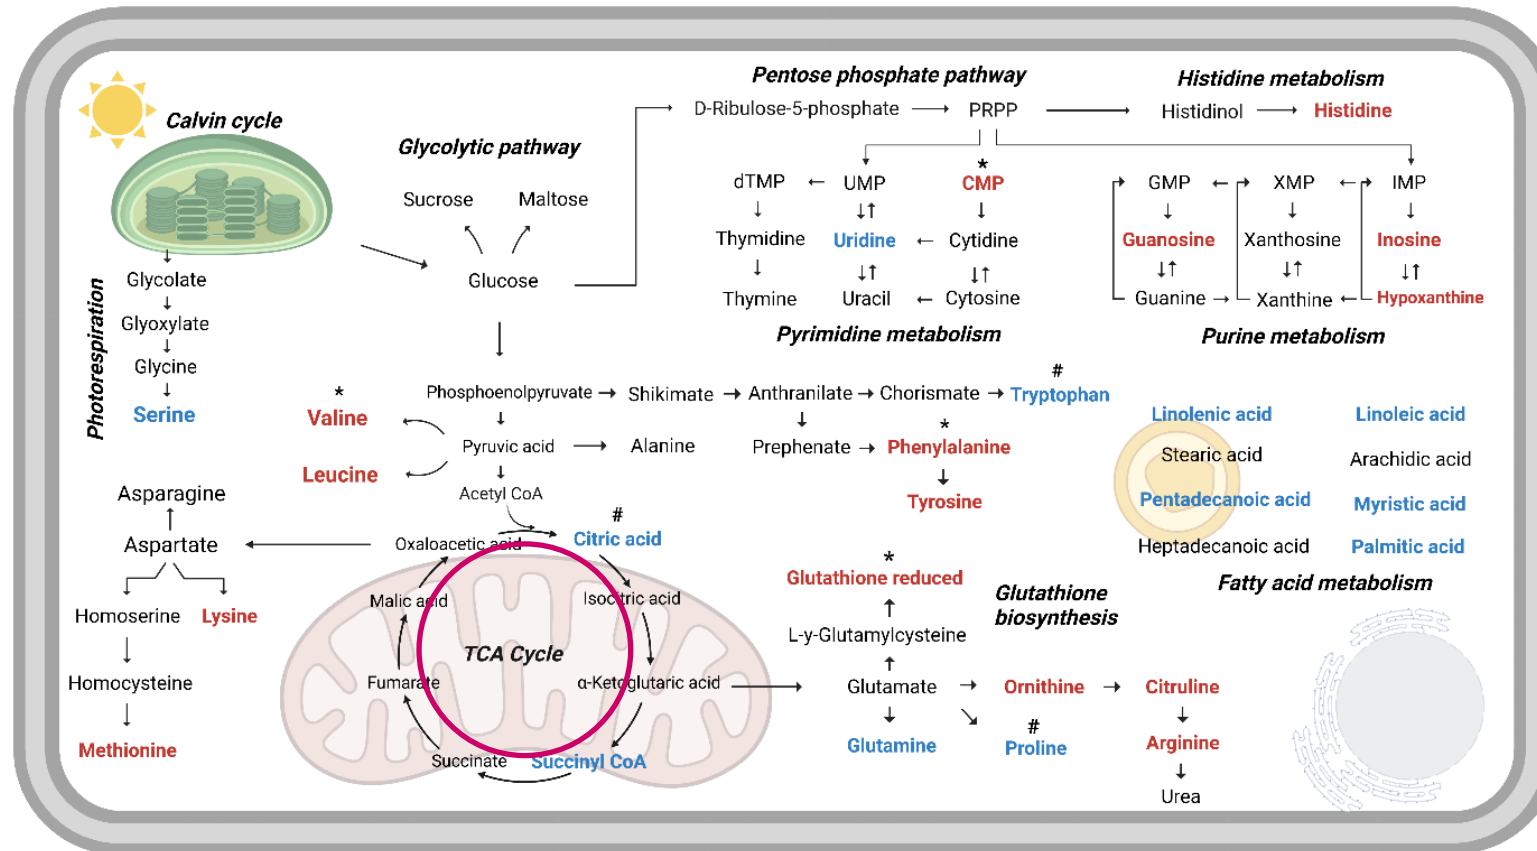 Pentose phosphate pathway
Histidine metabolism
D-Ribulose-5-phosphate
PRPP
Histidinol
Histidine
Calvin cycle
Glycolytic pathway
*
dTMP
UMP
CMP
GMP
XMP
IMP
Sucrose
Maltose
Thymidine
Uridine
Cytidine
Guanosine
Xanthosine
Inosine
Glucose
Thymine
Uracil
Cytosine
Guanine
Xanthine
Hypoxanthine
Pyrimidine metabolism
Purine metabolism
Photorespiration
Glycolate
Glyoxylate
Glycine
Serine
*
Valine
Leucine
Phosphoenolpyruvate
Shikimate
Anthranilate
Chorismate
#
Tryptophan
Pyruvic acid
Alanine
Prephenate
*
Phenylalanine
Tyrosine
Acetyl CoA
Linolenic acid
Linoleic acid
Stearic acid
Arachidic acid
Pentadecanoic acid
Myristic acid
Heptadecanoic acid
Palmitic acid
Fatty acid metabolism
Asparagine
Aspartate
Oxaloacetic acid
#
Citric acid
Homoserine
Lysine
Malic acid
Isocitric acid
TCA Cycle
Homocysteine
Fumarate
α-Ketoglutaric acid
Methionine
Succinate
Succinyl CoA
*
Glutathione reduced
Glutathione
biosynthesis
L-y-Glutamylcysteine
Glutamate
Ornithine
Citruline
Glutamine
#
Proline
Arginine
Urea